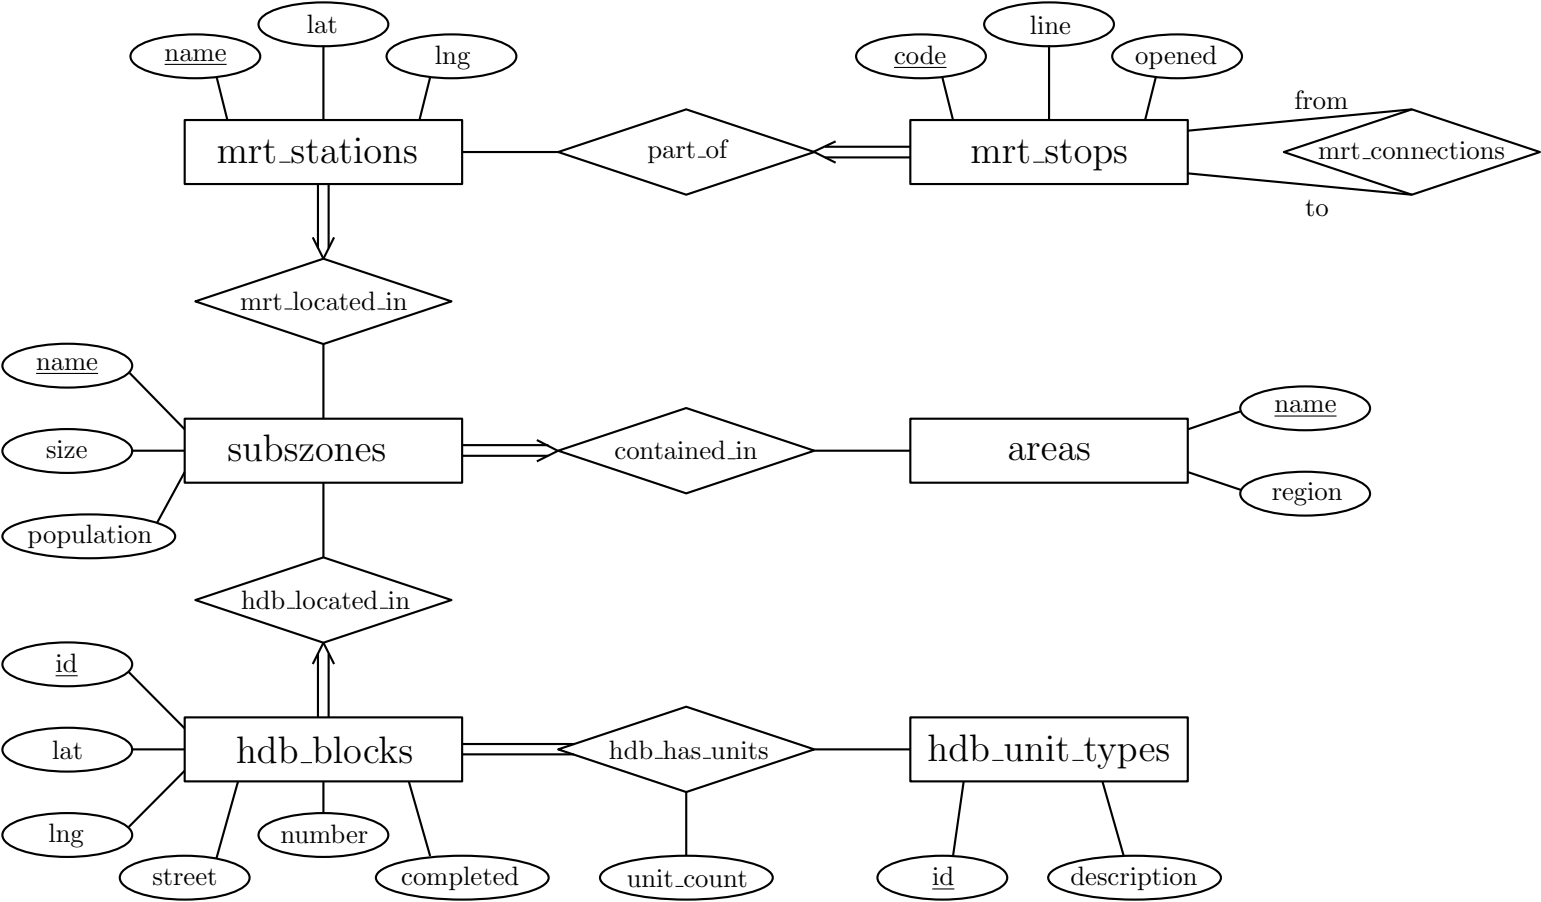 lat
name
lng
line
code
opened
from
mrt_stations
part_of
mrt_stops
mrt_connections
to
mrt_located_in
name
name
size
subszones
contained_in
areas
region
population
hdb_located_in
id
lat
hdb_blocks
hdb_has_units
hdb_unit_types
lng
number
street
completed
unit_count
id
description